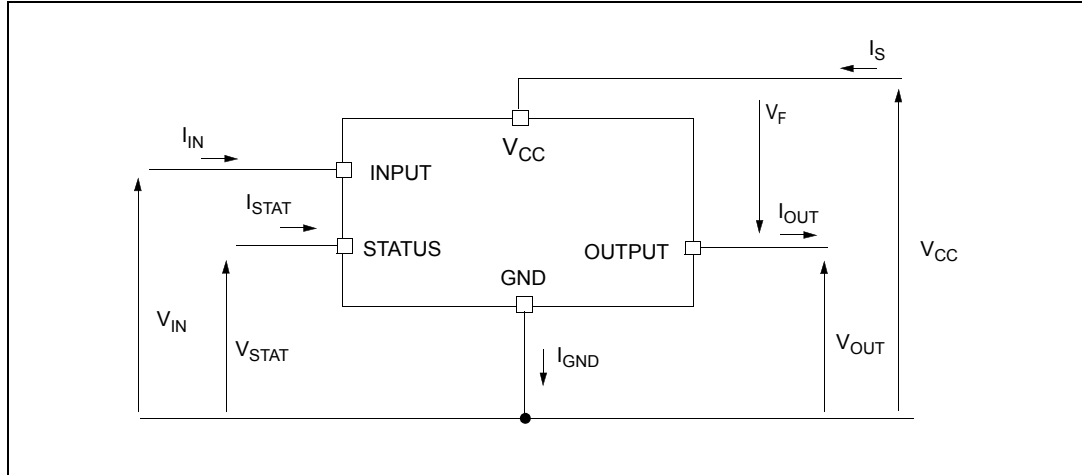 I_S
V_F
I_IN
V_CC
INPUT
I_STAT
I_OUT
STATUS
OUTPUT
V_CC
GND
V_IN
V_STAT
I_GND
V_OUT